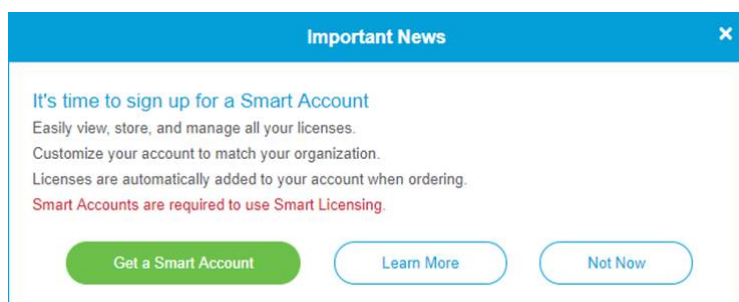 Important News
It's time to sign up for a Smart Account
Easily view, store, and manage all your licenses.
Customize your account to match your organization.
Licenses are automatically added to your account when ordering.
Smart Accounts are required to use Smart Licensing.
Get a Smart Account
Learn More
Not Now